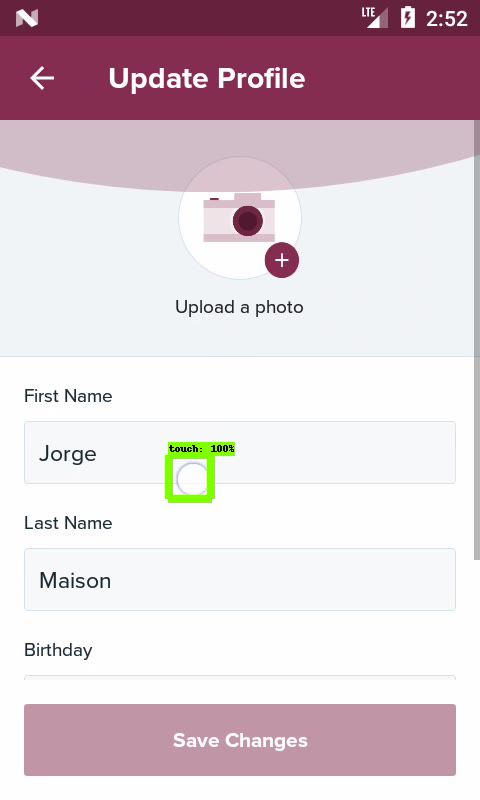 LTE 2:52
Update Profile
Upload a photo
First Name
touch: 100%
Jorge
Last Name
Maison
Birthday
Save Changes